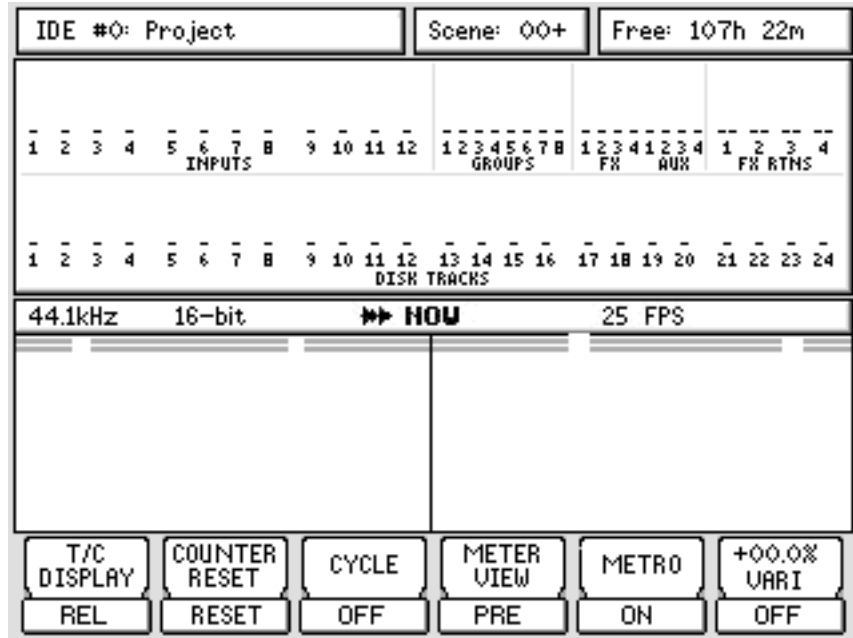 IDE #0: Project
Scene: 00+
Free: 107h 22m
1 2 3 4 5 6 7 8 9 10 11 12 1 2 3 4 5 6 7 8 1 2 3 4 1 2 3 4 1 2 3 4
INPUTS GROUPS FX AUX FX RTNS
1 2 3 4 5 6 7 8 9 10 11 12 13 14 15 16 17 18 19 20 21 22 23 24
DISK TRACKS
44.1kHz 16-bit NOW 25 FPS
T/C DISPLAY
REL
COUNTER RESET
RESET
CYCLE
OFF
METER VIEW
PRE
METRO
ON
+00.0% VARI
OFF